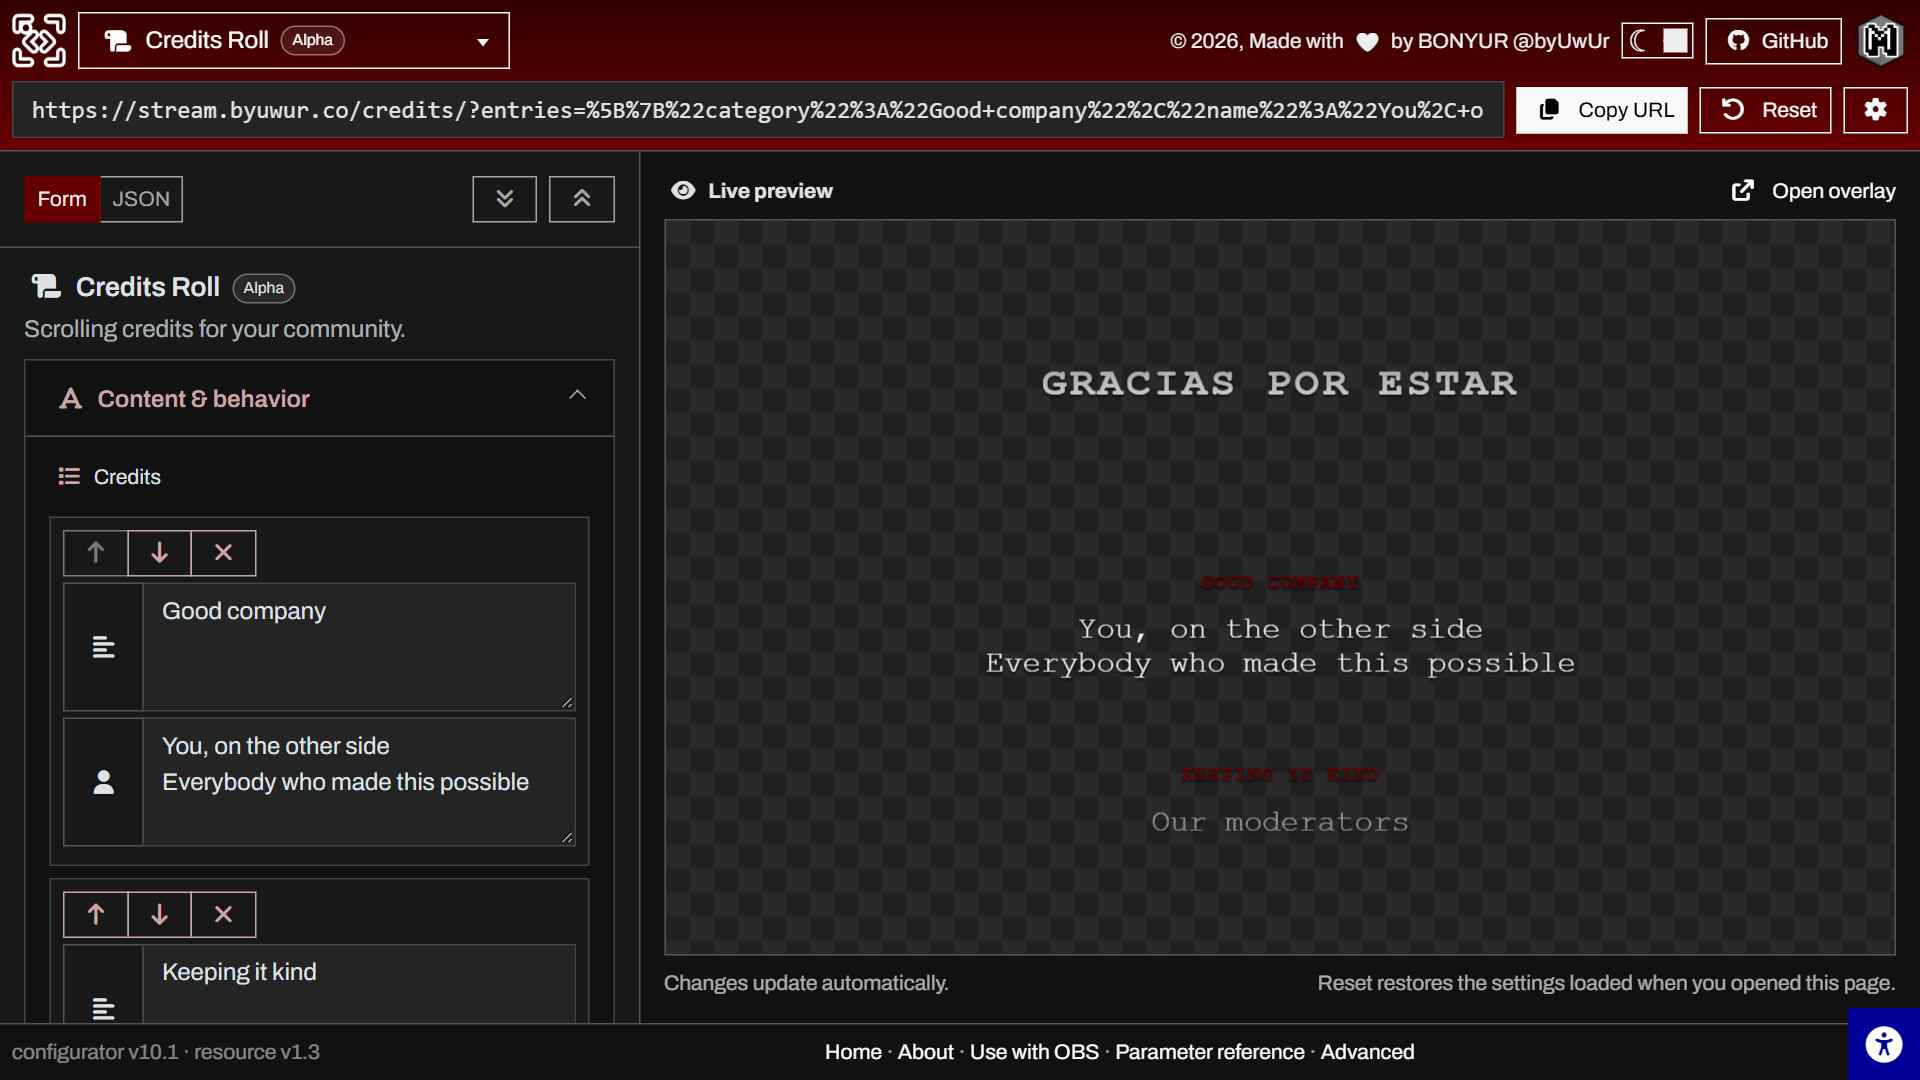 Credits Roll Alpha
© 2026, Made with by BONYUR @byUwUr
GitHub
https://stream.byuwur.co/credits/?entries=%5B%7B%22category%22%3A%22Good+company%22%2C%22name%22%3A%22You%2C+o
Copy URL
Reset
Form
JSON
Credits Roll Alpha
Scrolling credits for your community.
Content & behavior
Credits
Good company
You, on the other side
Everybody who made this possible
Keeping it kind
Live preview
Open overlay
GRACIAS POR ESTAR
GOOD COMPANY
You, on the other side
Everybody who made this possible
KEEPING IT KIND
Our moderators
Changes update automatically.
Reset restores the settings loaded when you opened this page.
configurator v10.1 · resource v1.3
Home · About · Use with OBS · Parameter reference · Advanced